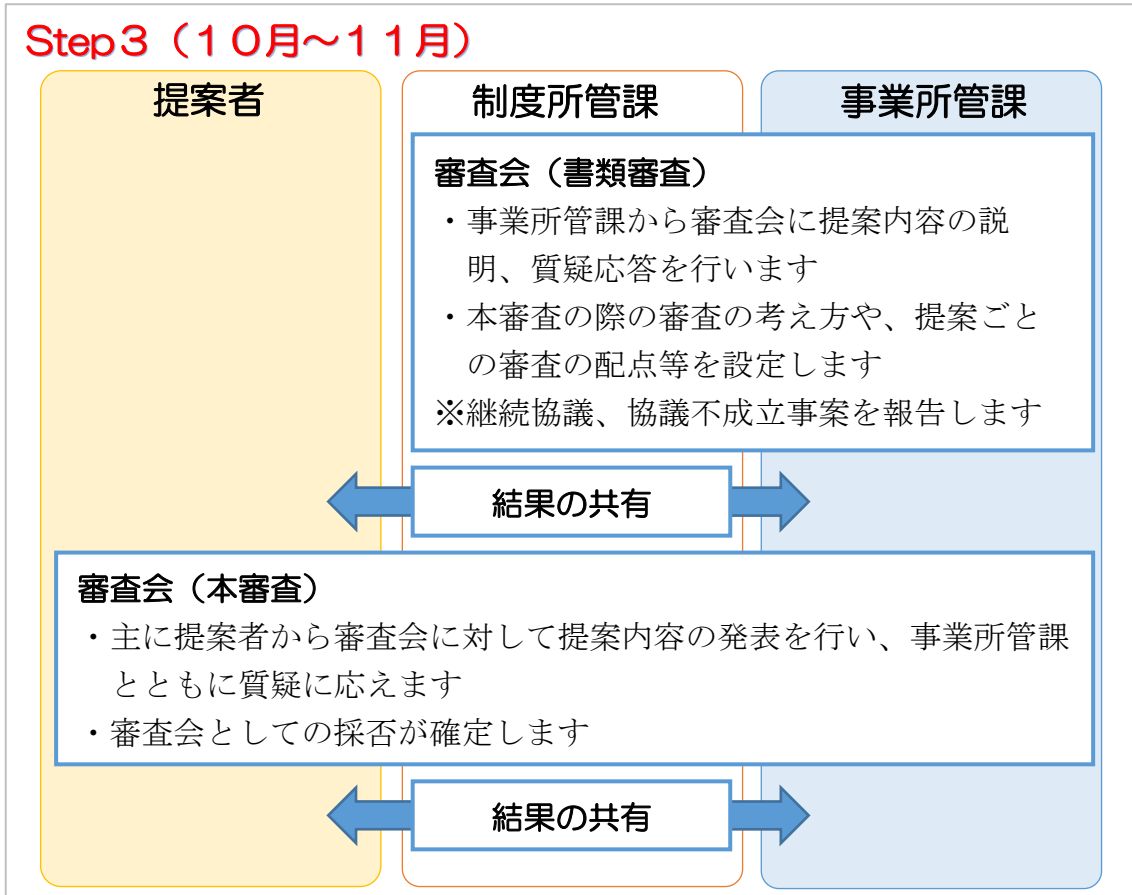 Step３（１０月～１１月）
提案者
制度所管課
事業所管課
審査会（書類審査）
・事業所管課から審査会に提案内容の説
明、質疑応答を行います
・本審査の際の審査の考え方や、提案ごと
の審査の配点等を設定します
※継続協議、協議不成立事案を報告します
結果の共有
審査会（本審査）
・主に提案者から審査会に対して提案内容の発表を行い、事業所管課
とともに質疑に応えます
・審査会としての採否が確定します
結果の共有